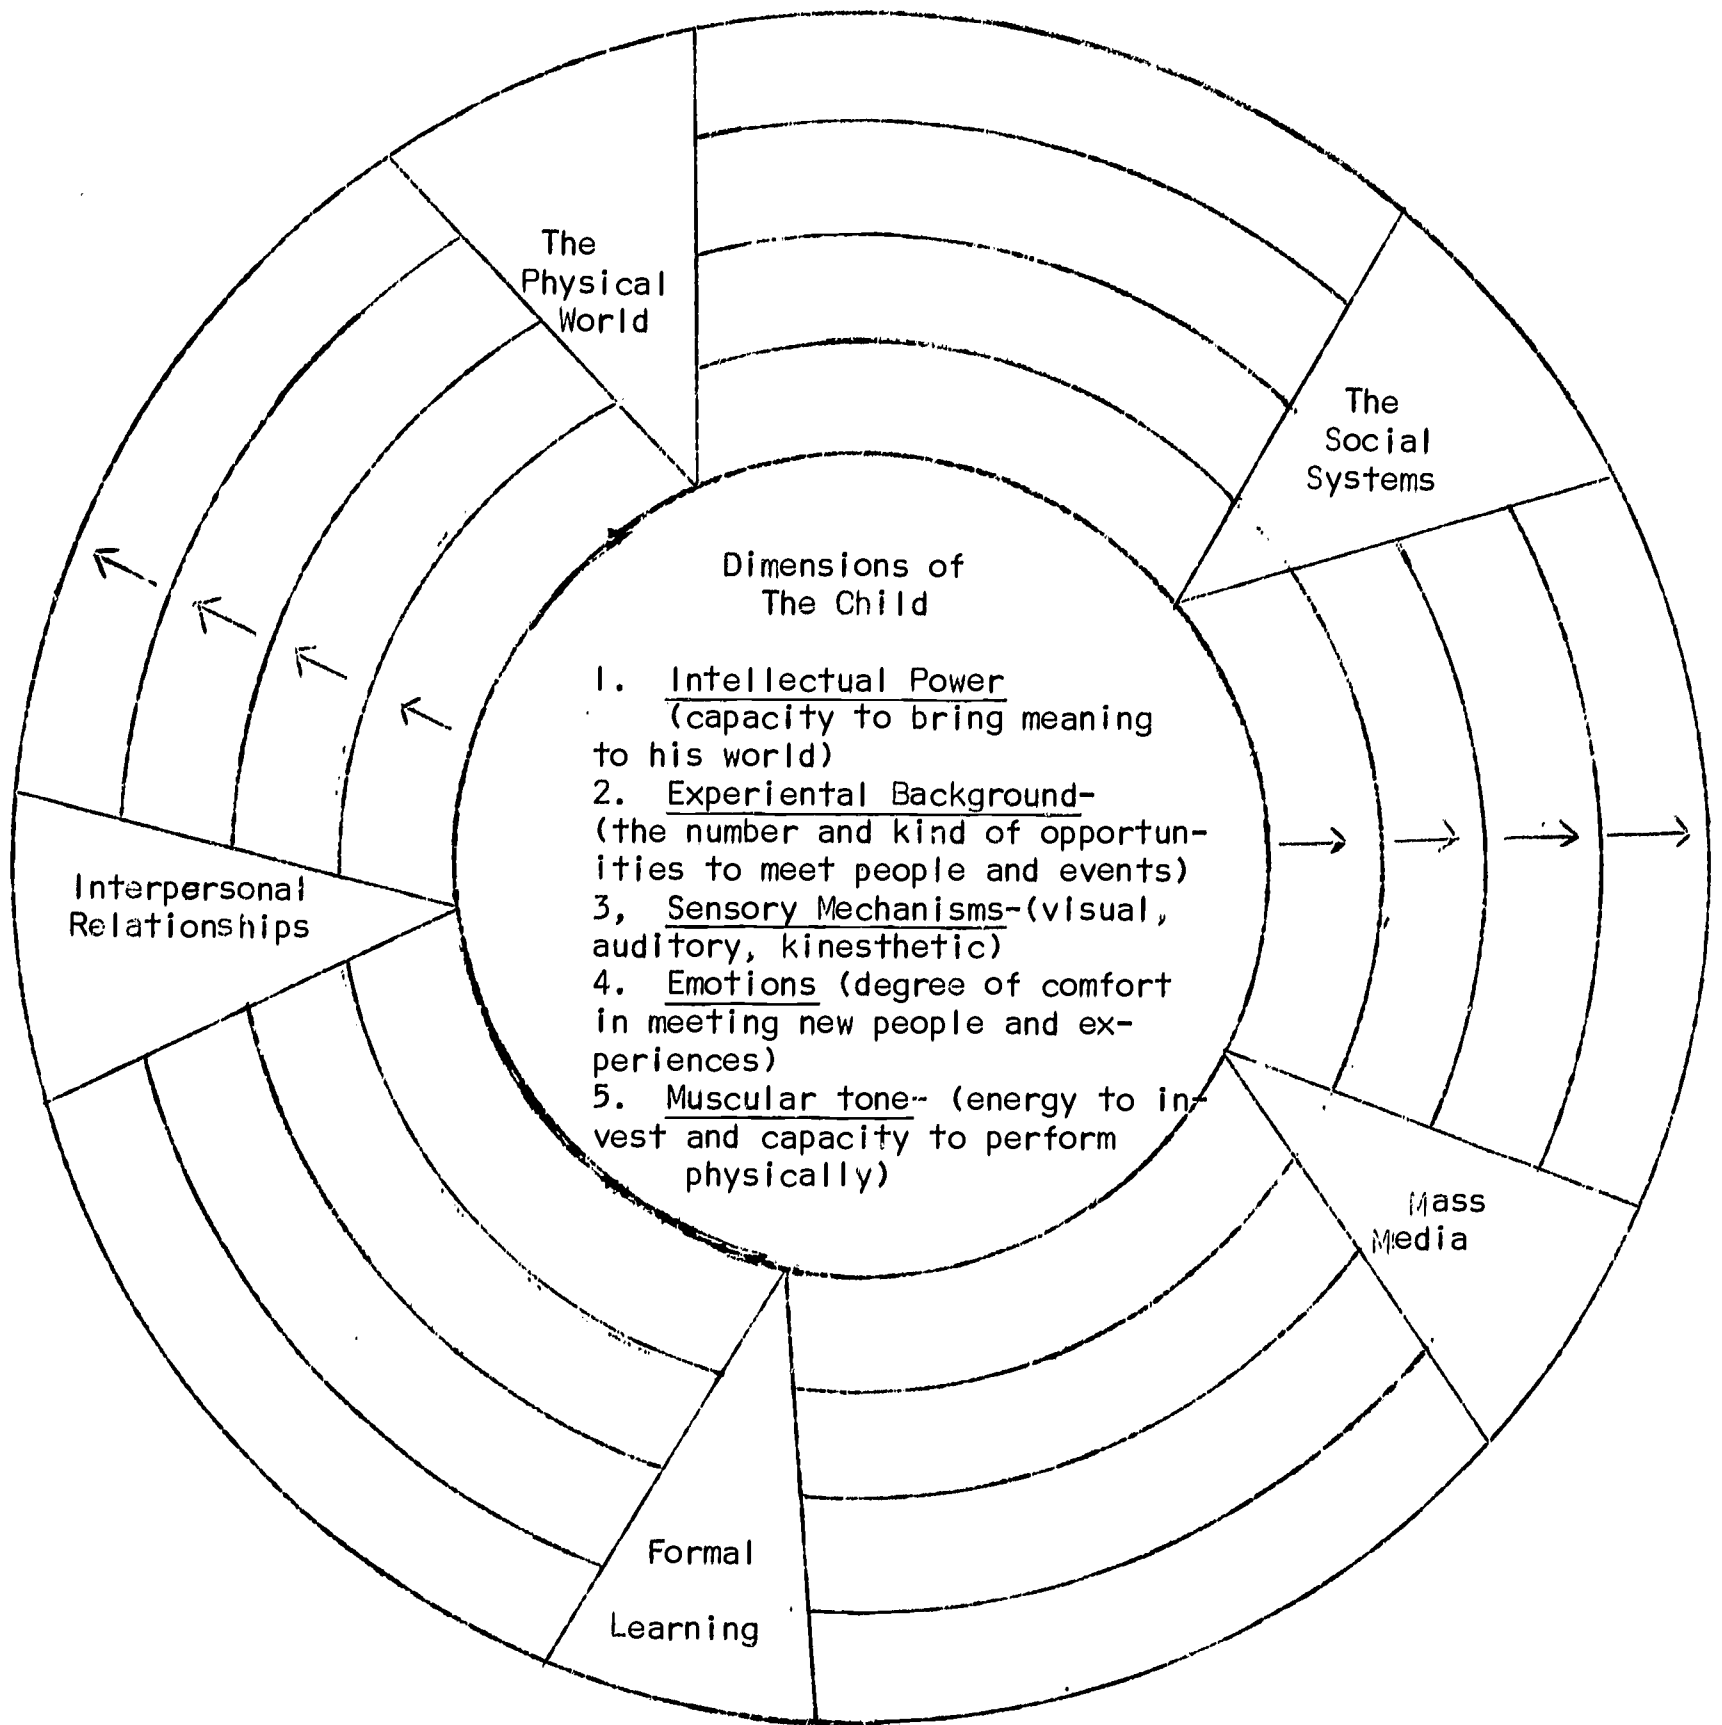 The
Physical
World
The
Social
Systems
Dimensions of
The Child
1. Intellectual Power
(capacity to bring meaning
to his world)
2. Experiental Background-
(the number and kind of opportun-
ities to meet people and events)
3, Sensory Mechanisms-(visual,
auditory, kinesthetic)
4. Emotions (degree of comfort
in meeting new people and ex-
periences)
5. Muscular tone- (energy to in-
vest and capacity to perform
physically)
Interpersonal
Relationships
Mass
Media
Formal
Learning